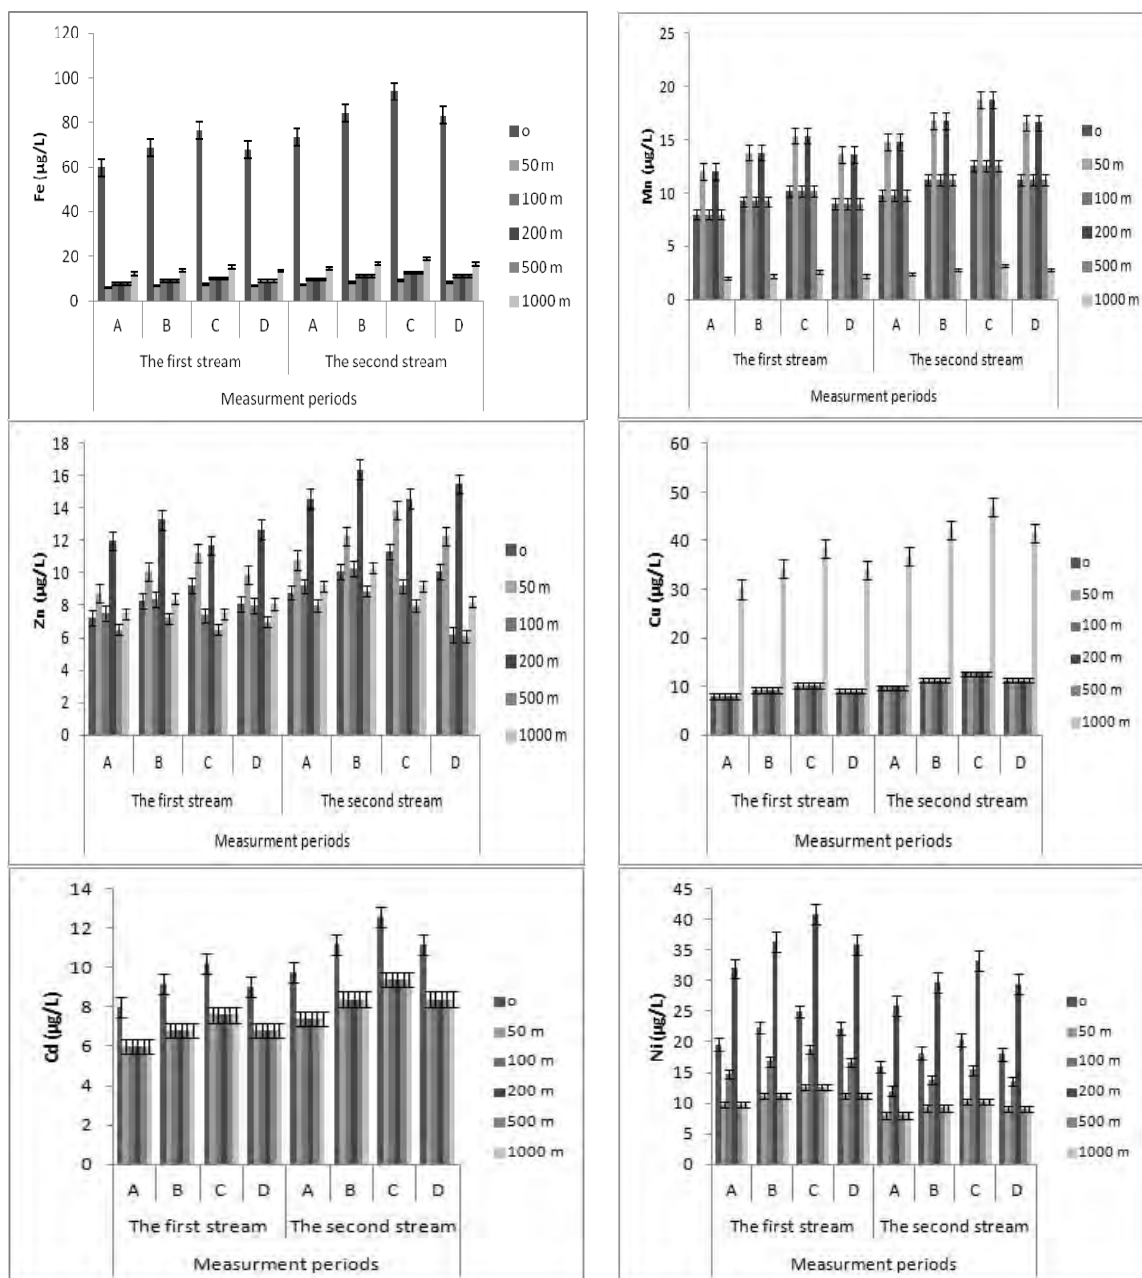 Fe (µg/L)
120
100
80
60
40
20
0
A B C D A B C D
The first stream The second stream
Measurment periods
o
50 m
100 m
200 m
500 m
1000 m
Mn (µg/L)
25
20
15
10
5
0
A B C D A B C D
The first stream The second stream
Measurment periods
o
50 m
100 m
200 m
500 m
1000 m
Zn (µg/L)
18
16
14
12
10
8
6
4
2
0
A B C D A B C D
The first stream The second stream
Measurment periods
o
50 m
100 m
200 m
500 m
1000 m
Cu (µg/L)
60
50
40
30
20
10
0
A B C D A B C D
The first stream The second stream
Measurment periods
o
50 m
100 m
200 m
500 m
1000 m
Cd (µg/L)
14
12
10
8
6
4
2
0
A B C D A B C D
The first stream The second stream
Measurment periods
o
50 m
100 m
200 m
500 m
1000 m
Ni (µg/L)
45
40
35
30
25
20
15
10
5
0
A B C D A B C D
The first stream The second stream
Measurment periods
o
50 m
100 m
200 m
500 m
1000 m